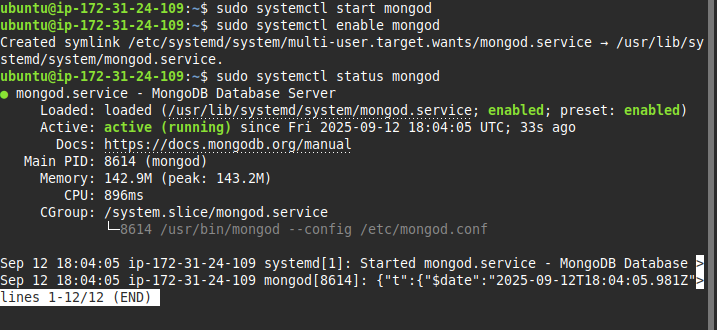 ubuntu@ip-172-31-24-109:~$ sudo systemctl start mongod
ubuntu@ip-172-31-24-109:~$ sudo systemctl enable mongod
Created symlink /etc/systemd/system/multi-user.target.wants/mongod.service → /usr/lib/sy
stemd/system/mongod.service.
ubuntu@ip-172-31-24-109:~$ sudo systemctl status mongod
● mongod.service - MongoDB Database Server
     Loaded: loaded (/usr/lib/systemd/system/mongod.service; enabled; preset: enabled)
     Active: active (running) since Fri 2025-09-12 18:04:05 UTC; 33s ago
       Docs: https://docs.mongodb.org/manual
   Main PID: 8614 (mongod)
     Memory: 142.9M (peak: 143.2M)
        CPU: 896ms
     CGroup: /system.slice/mongod.service
             └─8614 /usr/bin/mongod --config /etc/mongod.conf

Sep 12 18:04:05 ip-172-31-24-109 systemd[1]: Started mongod.service - MongoDB Database >
Sep 12 18:04:05 ip-172-31-24-109 mongod[8614]: {"t":{"$date":"2025-09-12T18:04:05.981Z">
lines 1-12/12 (END)